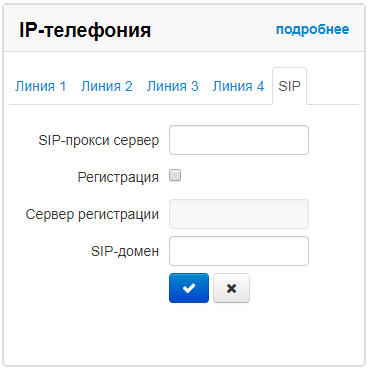 IP-телефония подробнее
Линия 1 Линия 2 Линия 3 Линия 4 SIP
SIP-прокси сервер
Регистрация
Сервер регистрации
SIP-домен